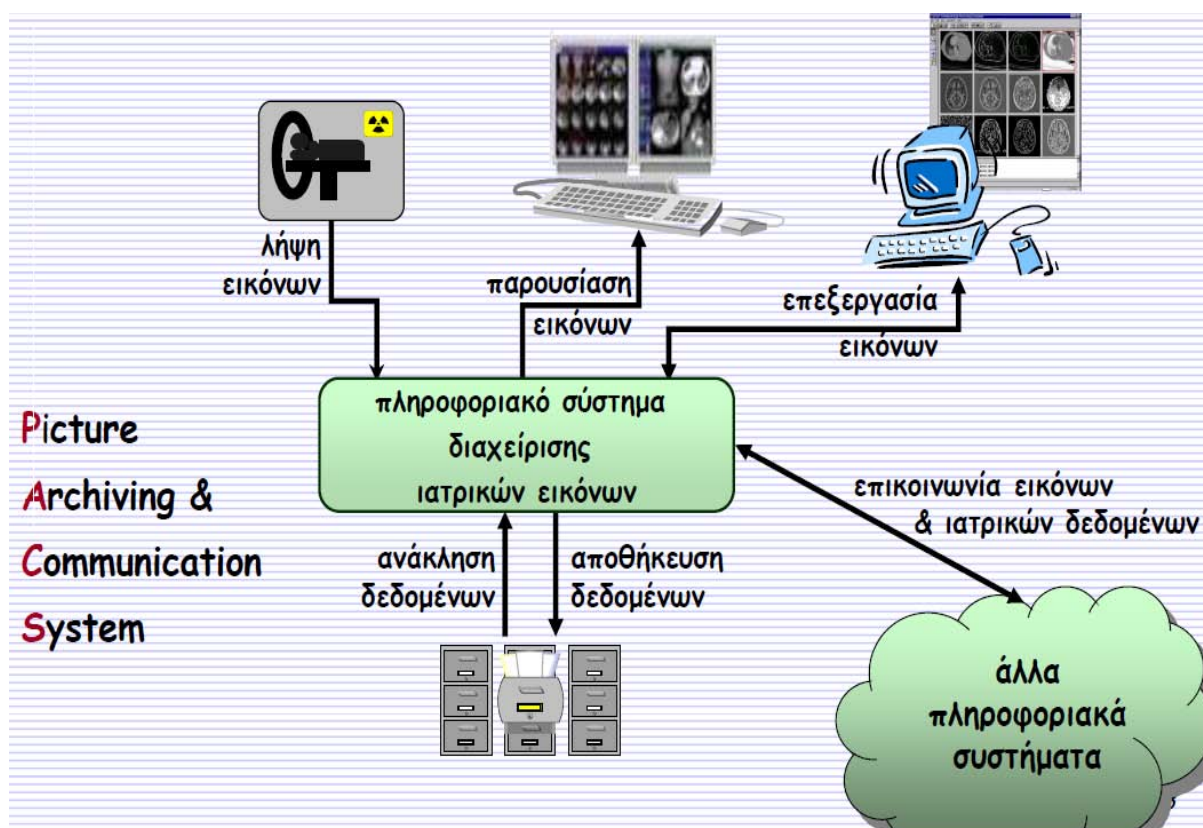 λήψη
εικόνων
παρουσίαση
εικόνων
επεξεργασία
εικόνων
πληροφοριακό σύστημα
διαχείρισης
ιατρικών εικόνων
Picture
Archiving &
Communication
System
επικοινωνία εικόνων
& ιατρικών δεδομένων
ανάκληση
δεδομένων
αποθήκευση
δεδομένων
άλλα
πληροφοριακά
συστήματα